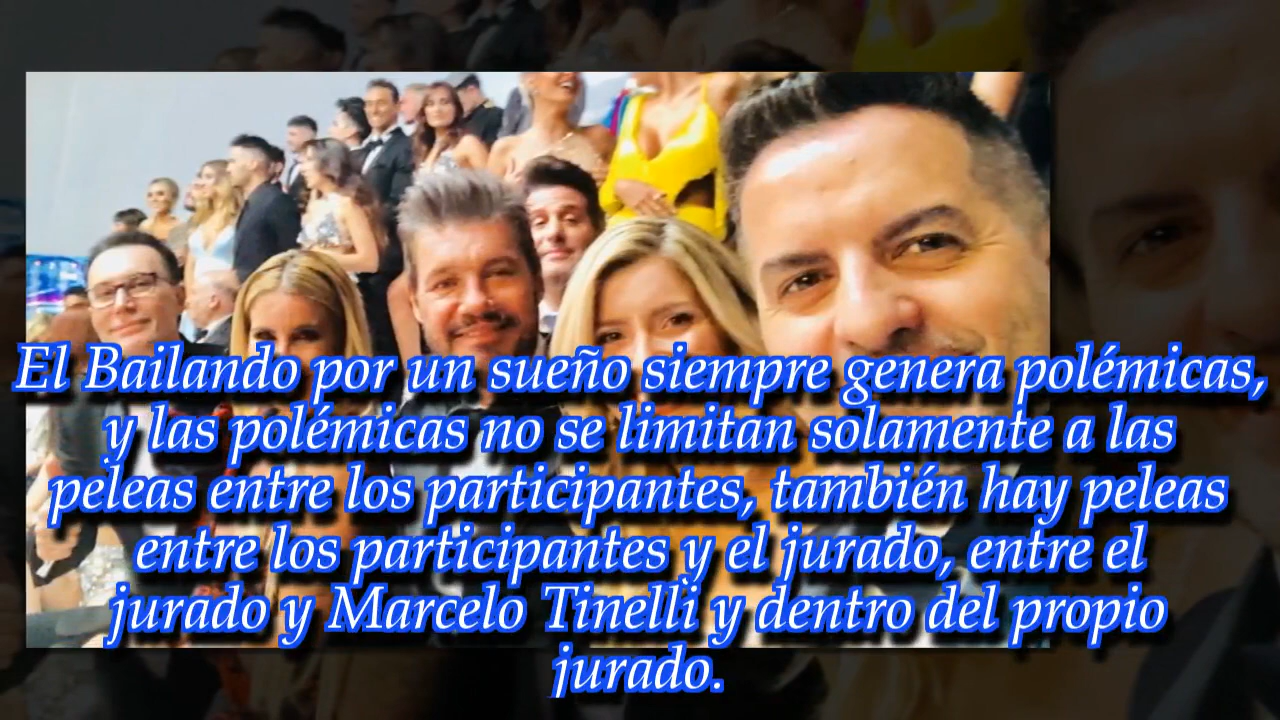 El Bailando por un sueño siempre genera polémicas,
y las polémicas no se limitan solamente a las
peleas entre los participantes, también hay peleas
entre los participantes y el jurado, entre el
jurado y Marcelo Tinelli y dentro del propio
jurado.